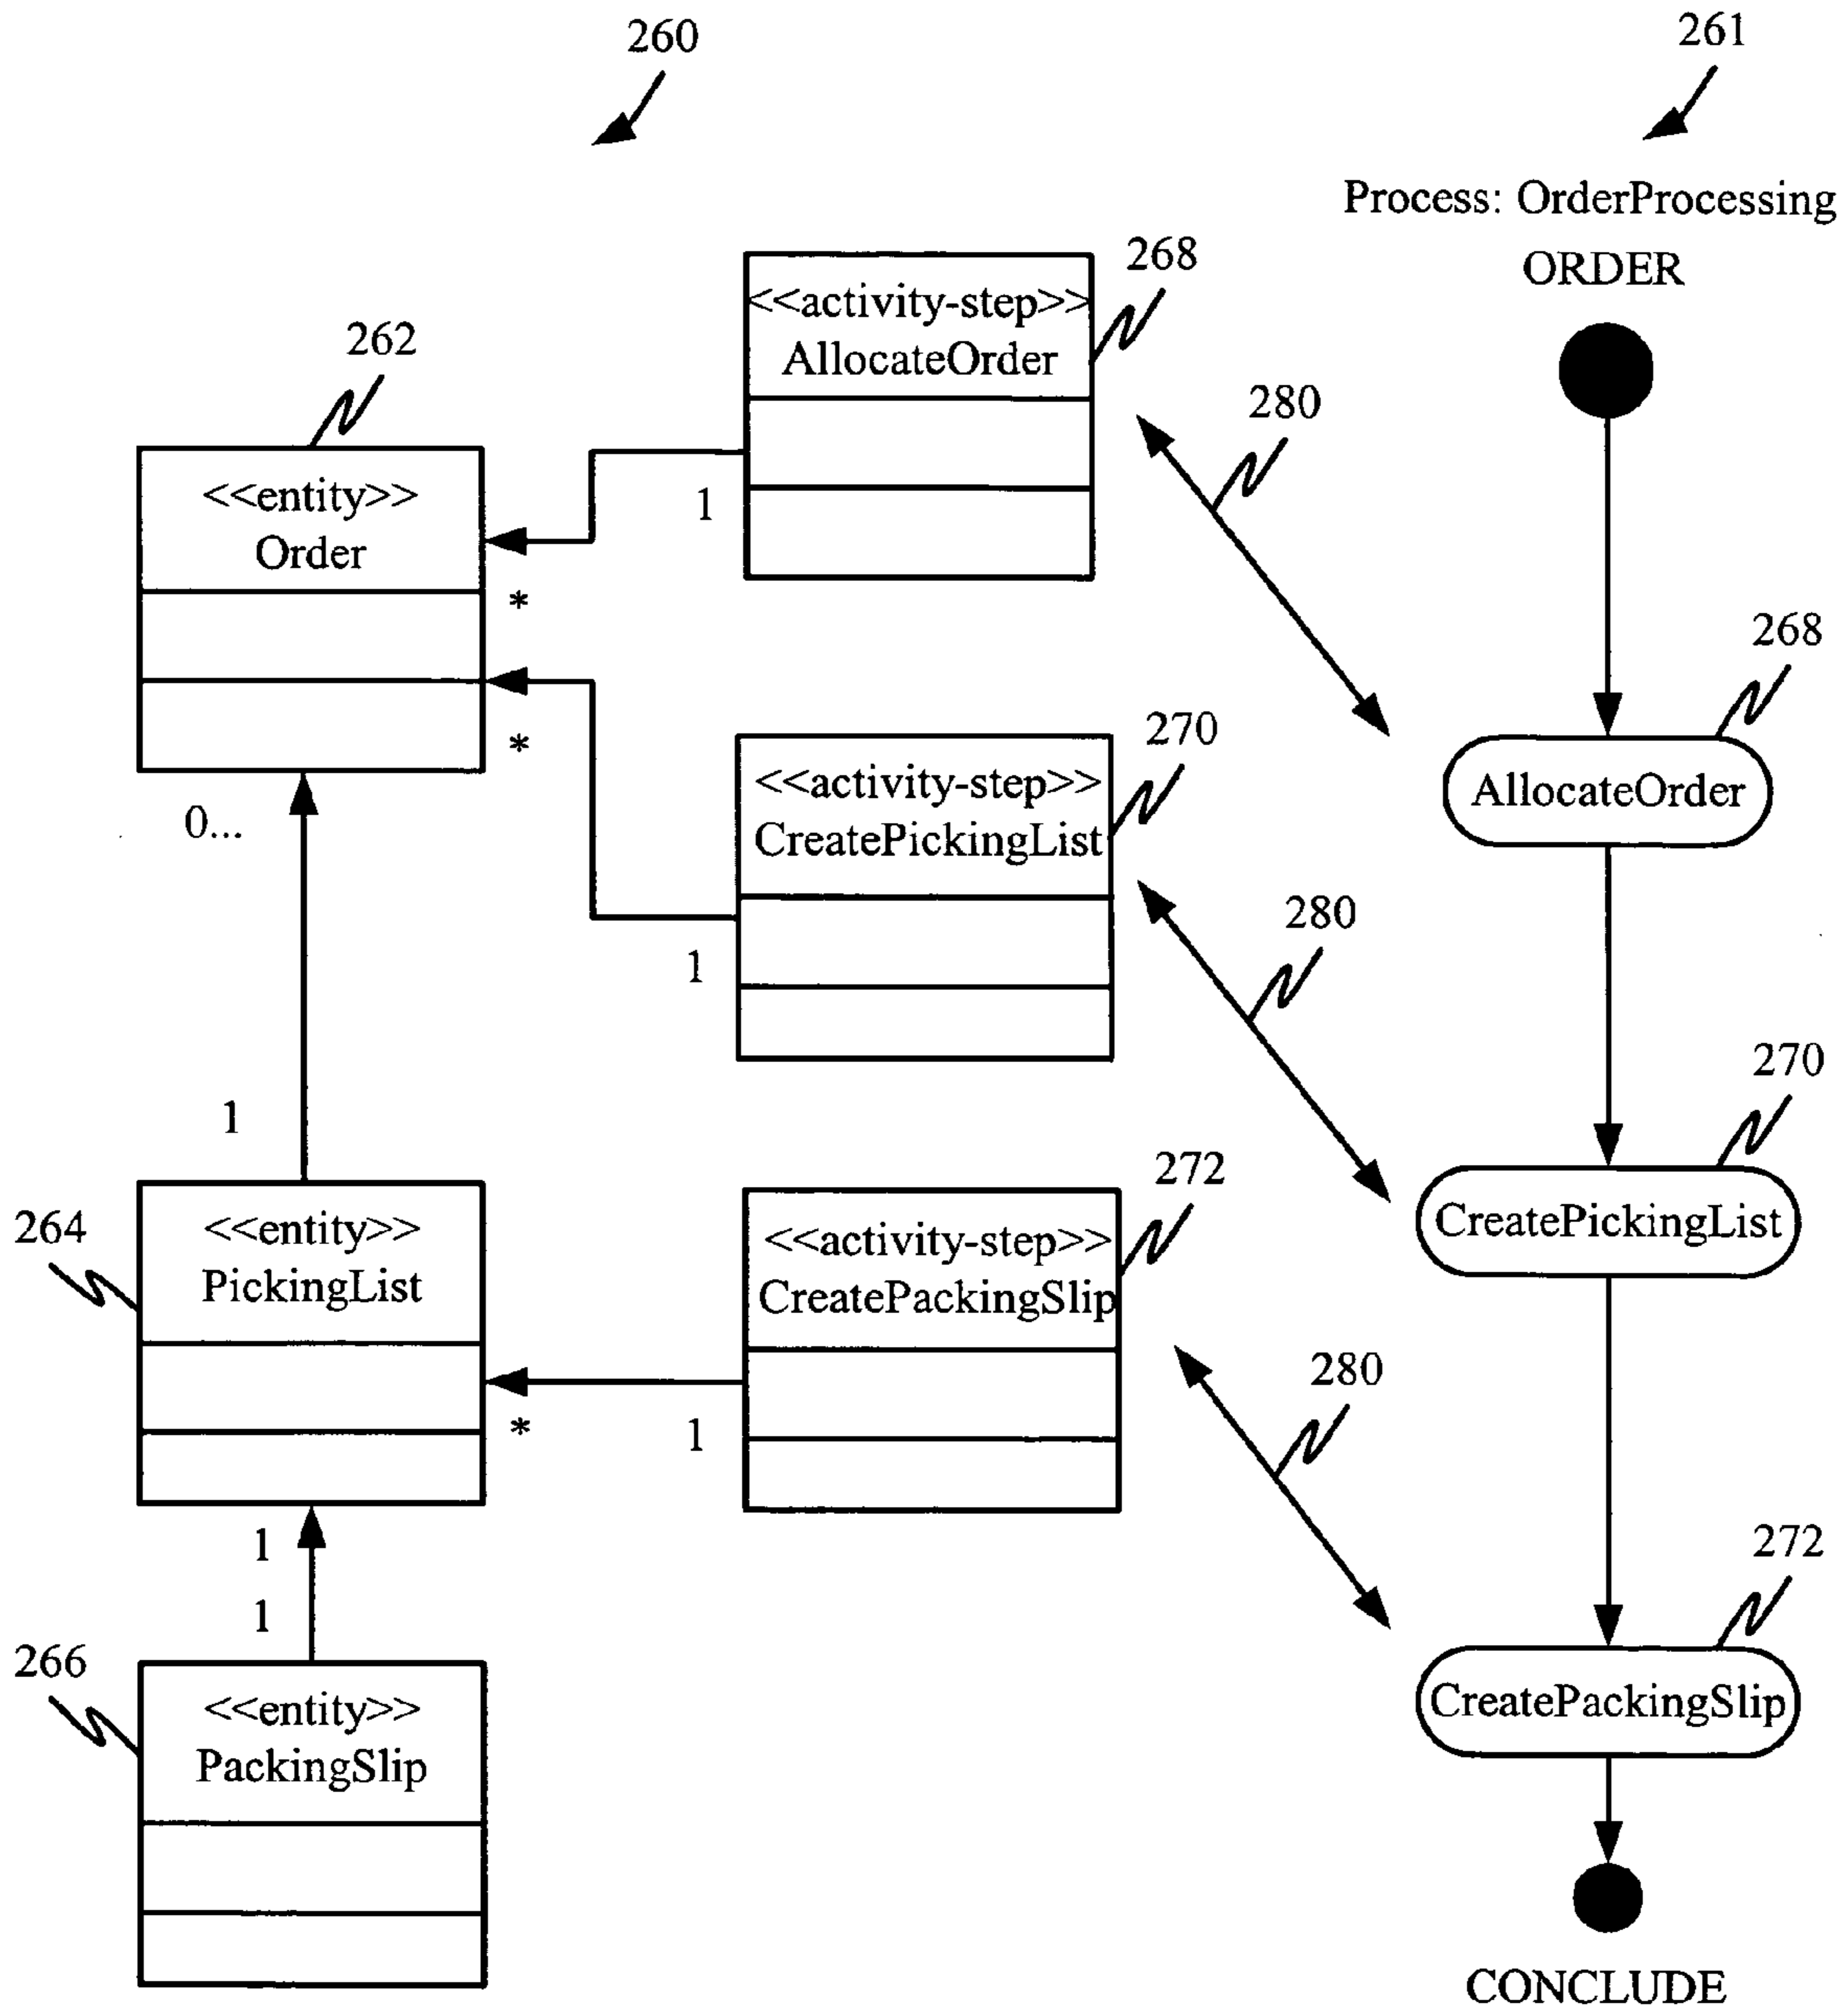 260
261
Process: OrderProcessing
ORDER
268
<<activity-step>>
AllocateOrder
262
280
<<entity>>
Order
1
*
268
*
270
<<activity-step>>
CreatePickingList
AllocateOrder
0...
280
1
270
1
272
264
<<entity>>
PickingList
<<activity-step>>
CreatePackingSlip
CreatePickingList
280
*
1
1
272
1
266
<<entity>>
PackingSlip
CreatePackingSlip
CONCLUDE